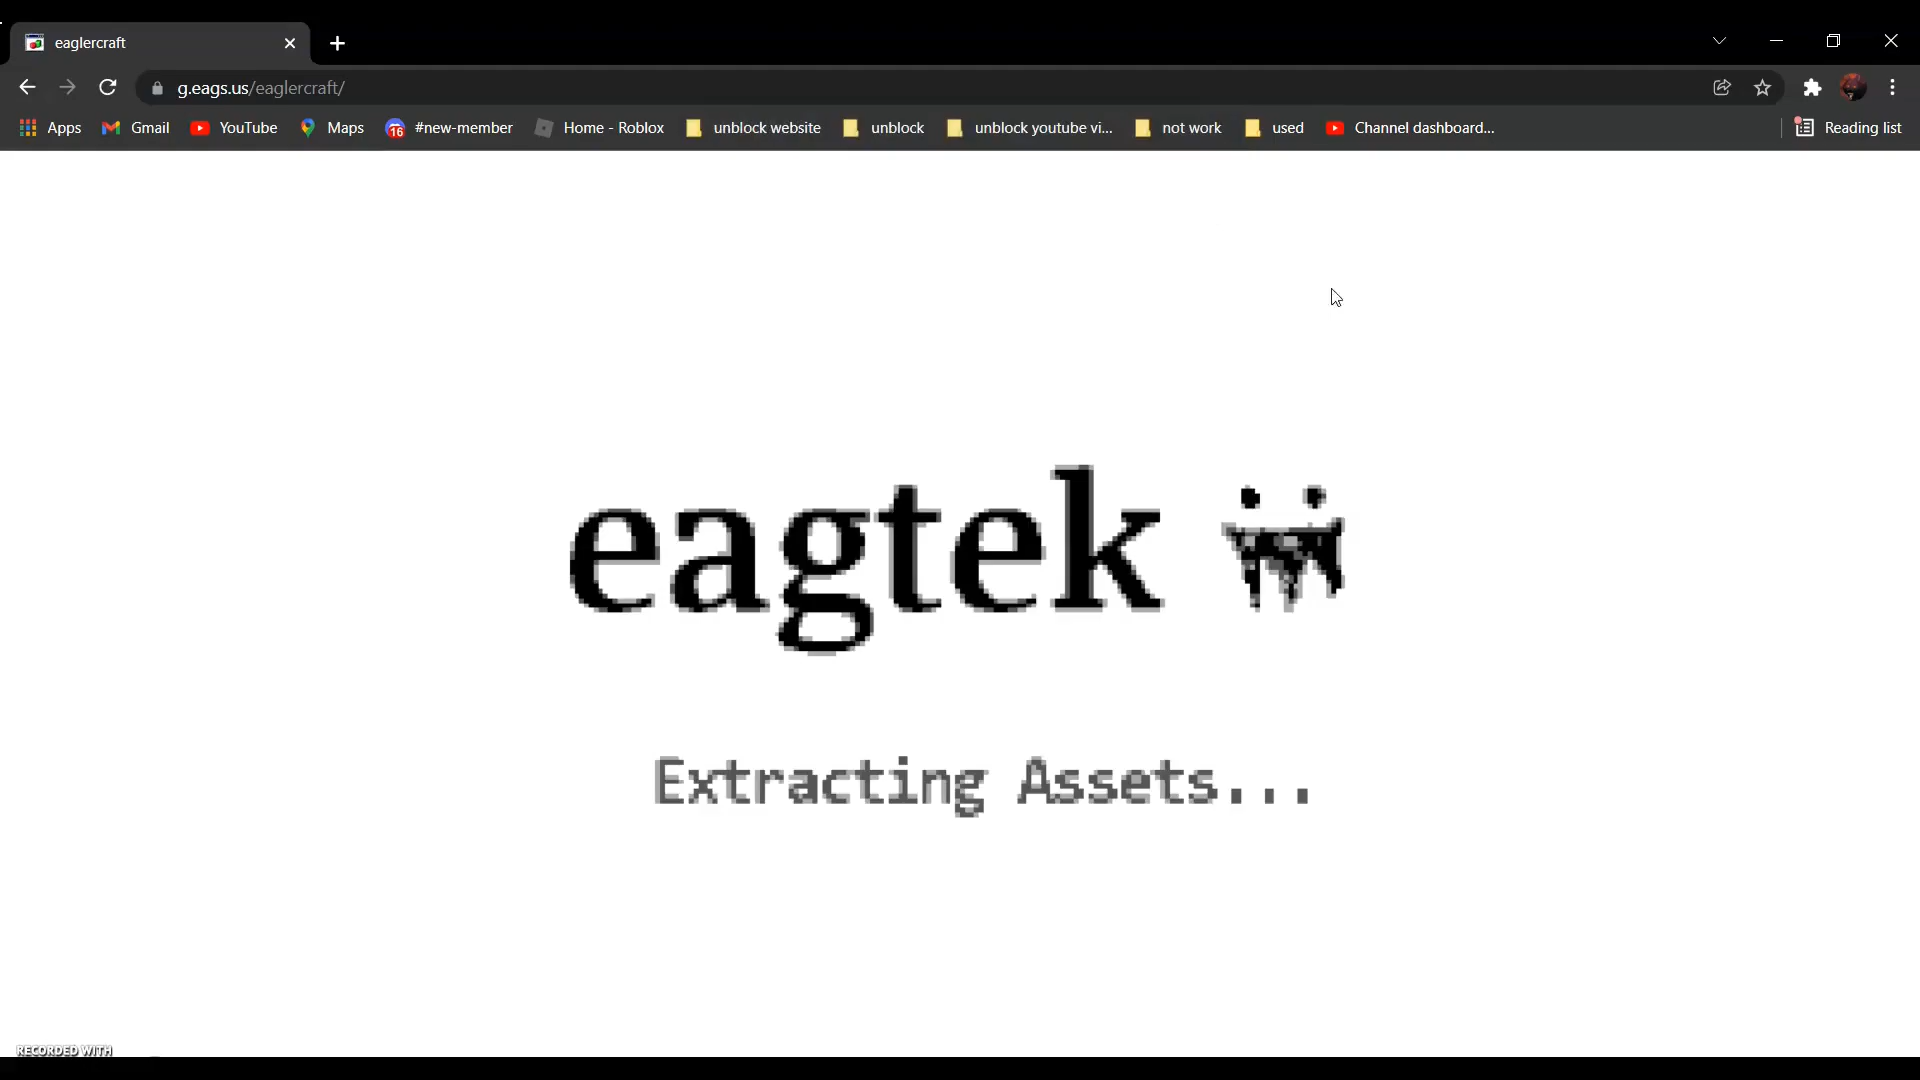 eaglercraft
g.eags.us/eaglercraft/
Apps Gmail YouTube Maps 16 #new-member Home - Roblox unblock website unblock unblock youtube vi... not work used Channel dashboard... Reading list
eagtek
Extracting Assets...
RECORDED WITH